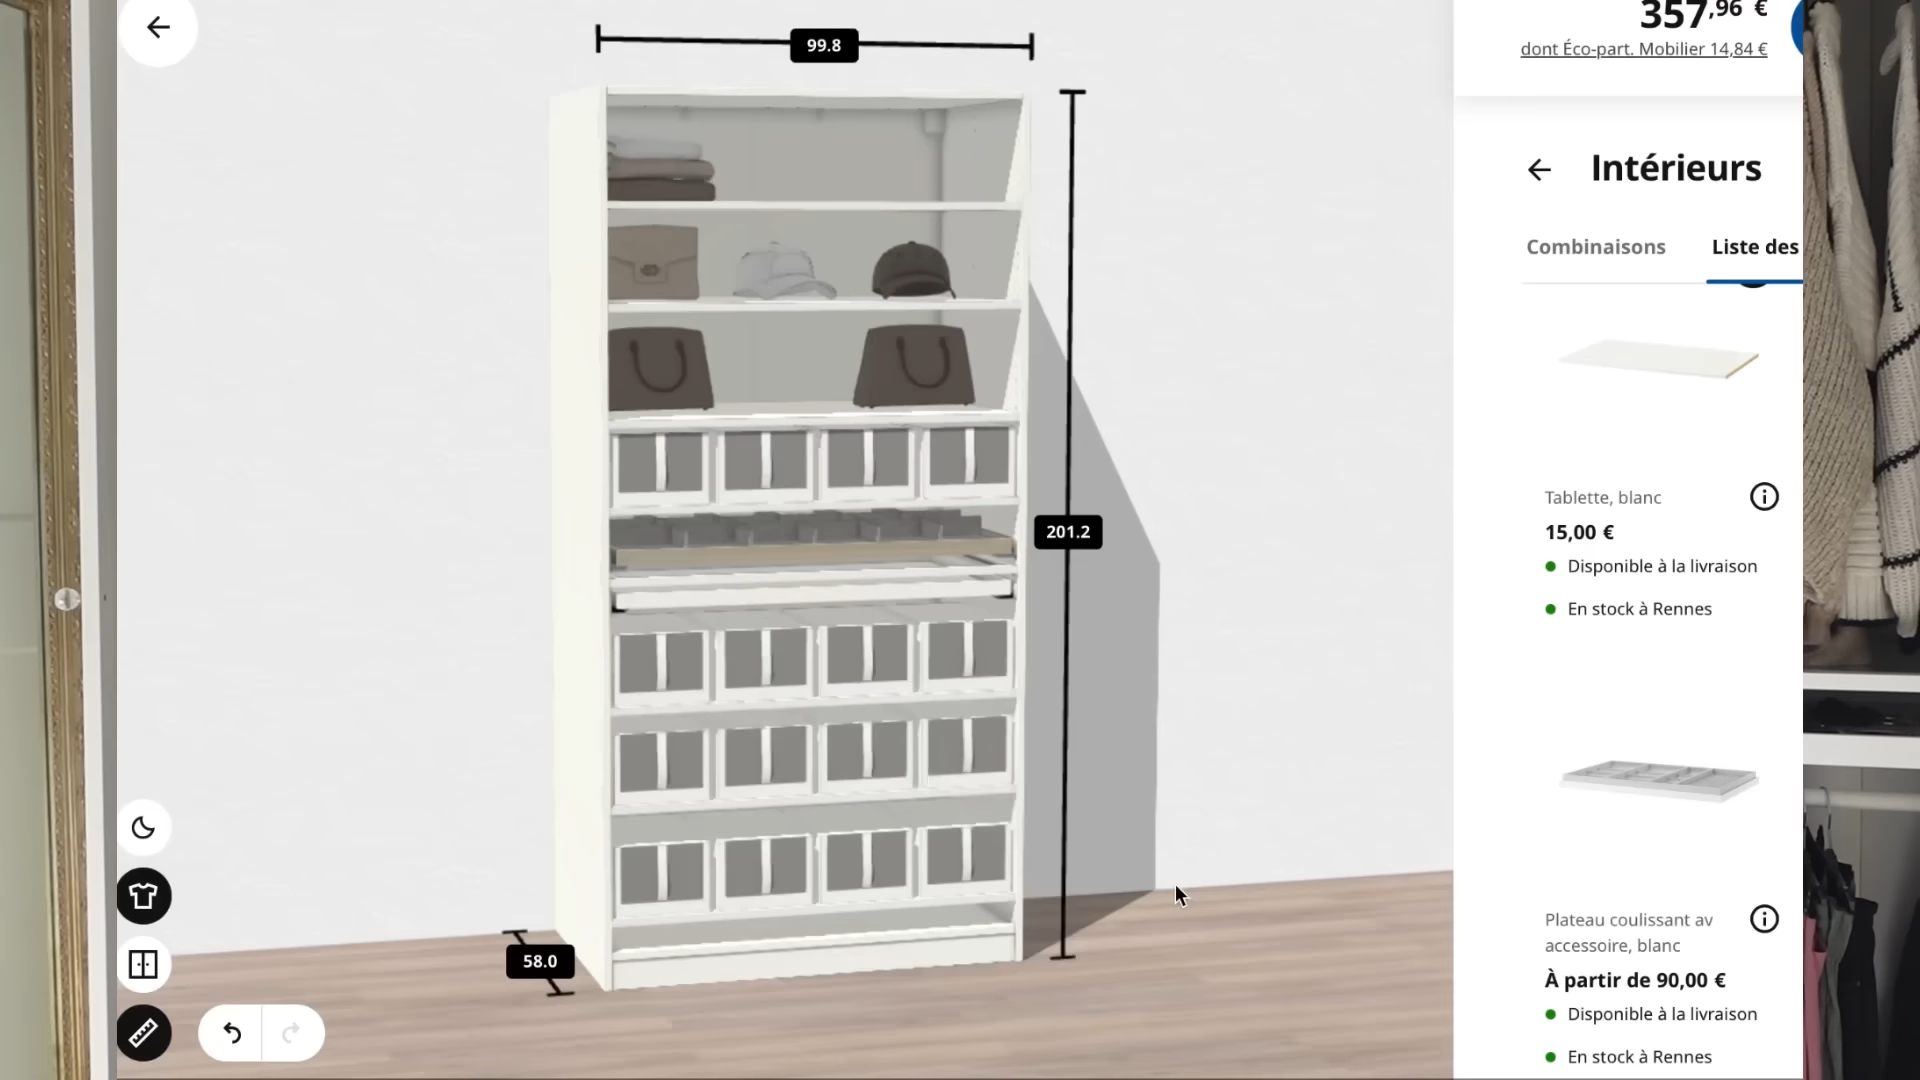 99.8
201.2
58.0
357,96 €
dont Éco-part. Mobilier 14,84 €
Intérieurs
Combinaisons
Liste des
Tablette, blanc
15,00 €
Disponible à la livraison
En stock à Rennes
Plateau coulissant av
accessoire, blanc
À partir de 90,00 €
Disponible à la livraison
En stock à Rennes